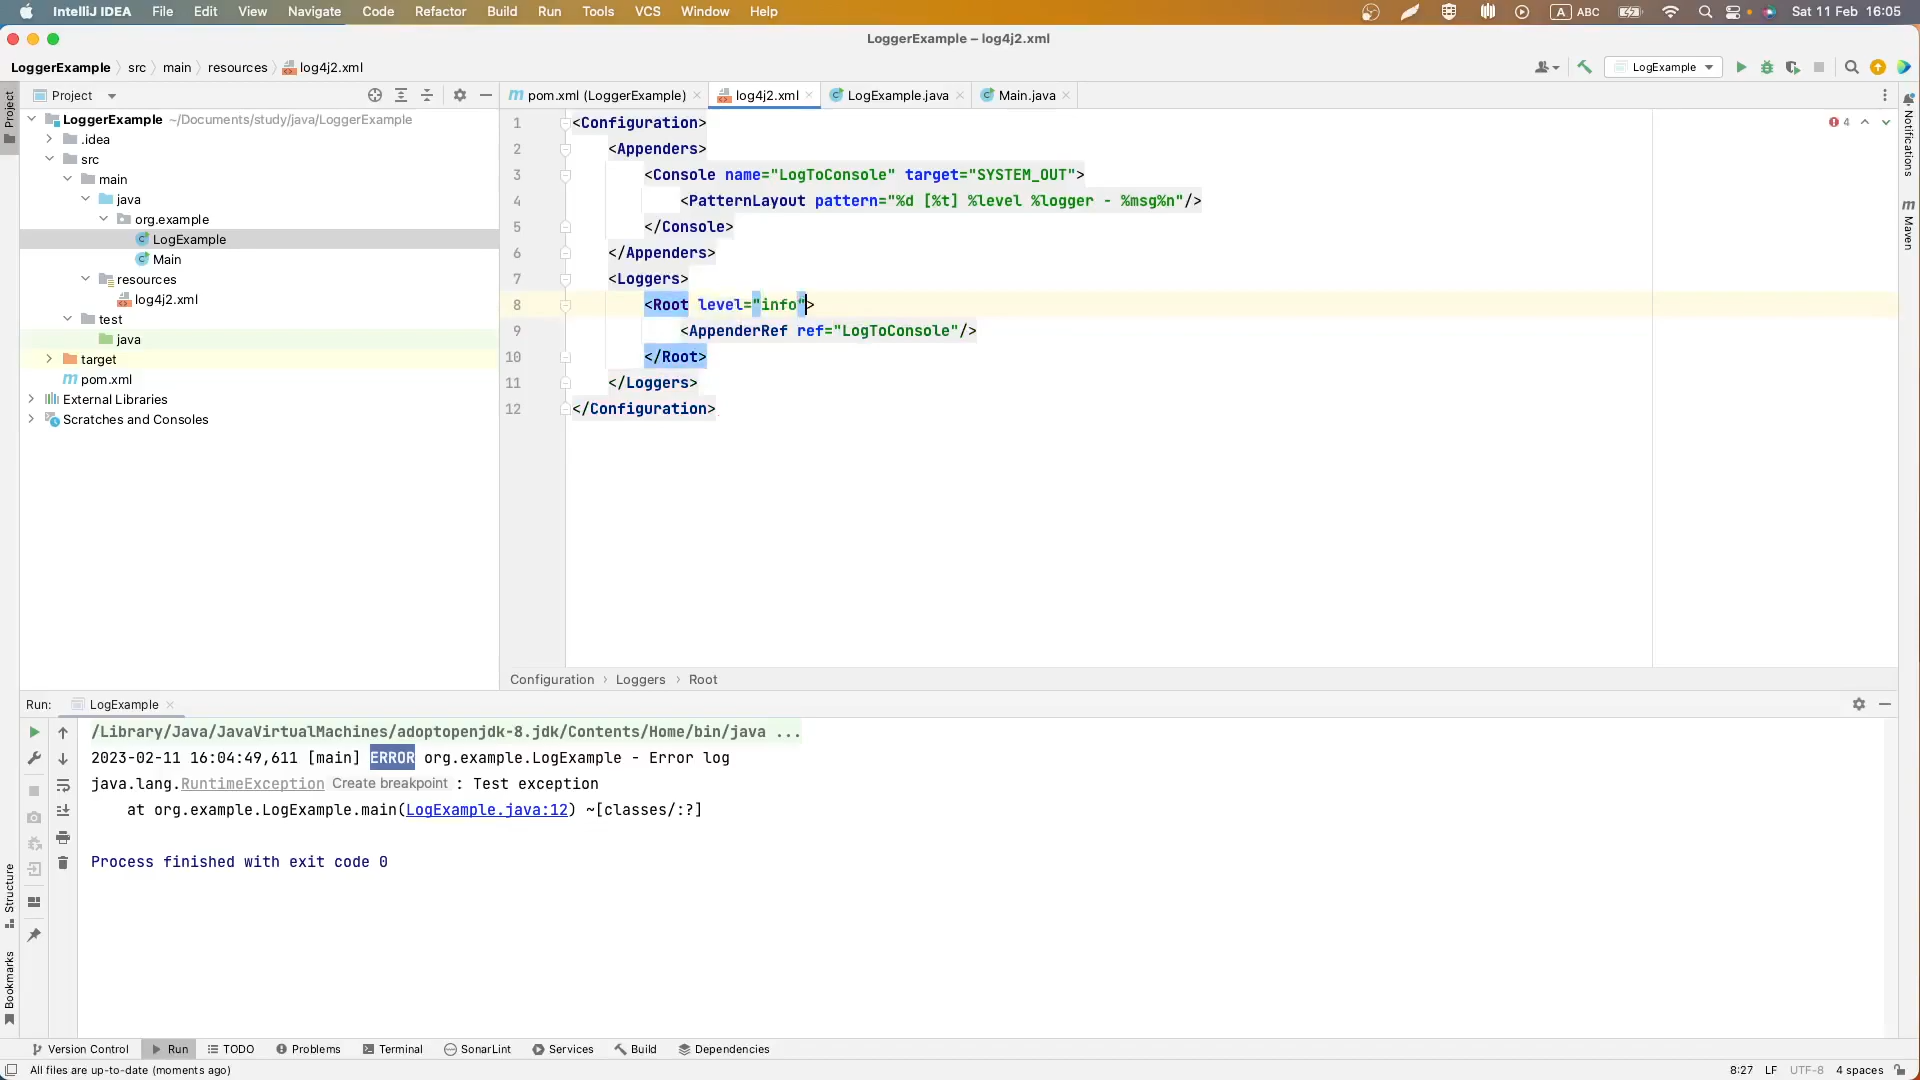 IntelliJ IDEA File Edit View Navigate Code Refactor Build Run Tools VCS Window Help A ABC Sat 11 Feb 16:05
LoggerExample – log4j2.xml
LoggerExample src main resources log4j2.xml LogExample
Project
Project
pom.xml (LoggerExample) log4j2.xml LogExample.java Main.java
Notifications
Maven
LoggerExample ~/Documents/study/java/LoggerExample
.idea
src
main
java
org.example
LogExample
Main
resources
log4j2.xml
test
java
target
pom.xml
External Libraries
Scratches and Consoles
4
1 <Configuration>
2 <Appenders>
3 <Console name="LogToConsole" target="SYSTEM_OUT">
4 <PatternLayout pattern="%d [%t] %level %logger - %msg%n"/>
5 </Console>
6 </Appenders>
7 <Loggers>
8 <Root level="info">
9 <AppenderRef ref="LogToConsole"/>
10 </Root>
11 </Loggers>
12 </Configuration>
Configuration Loggers Root
Run: LogExample
/Library/Java/JavaVirtualMachines/adoptopenjdk-8.jdk/Contents/Home/bin/java ...
2023-02-11 16:04:49,611 [main] ERROR org.example.LogExample - Error log
java.lang.RuntimeException Create breakpoint : Test exception
at org.example.LogExample.main(LogExample.java:12) ~[classes/:?]
Process finished with exit code 0
Structure
Bookmarks
Version Control Run TODO Problems Terminal SonarLint Services Build Dependencies
All files are up-to-date (moments ago) 8:27 LF UTF-8 4 spaces